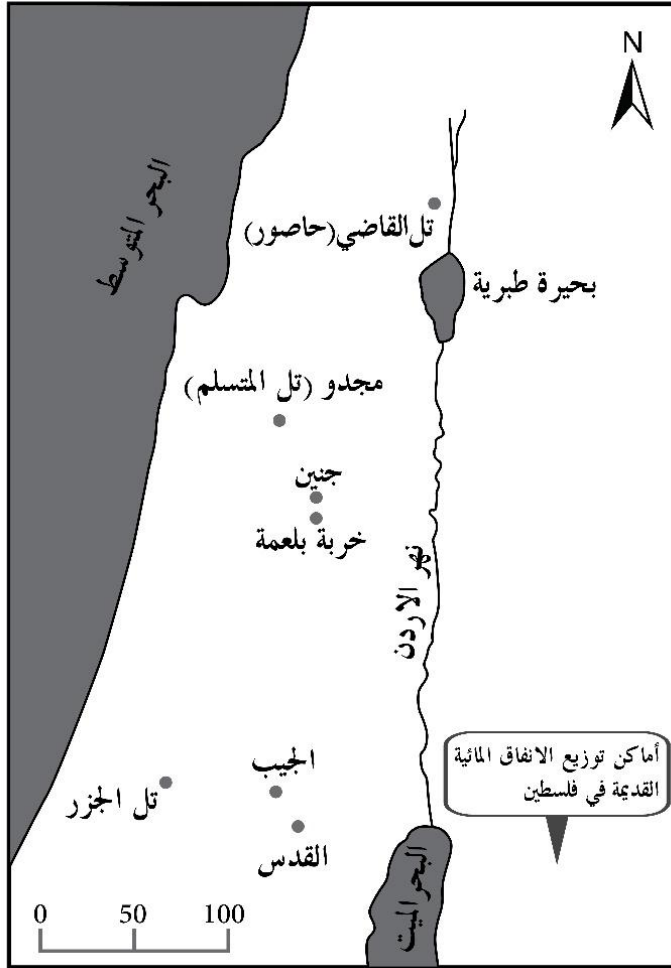 N
البحر المتوسط
تل القاضي (حاصور)
بحيرة طبرية
مجدو (تل المتسلم)
جنين
خربة بلعمة
نهر الاردن
أماكن توزيع الانفاق المائية
القديمة في فلسطين
الجيب
تل الجزر
القدس
البحر الميت
0 50 100